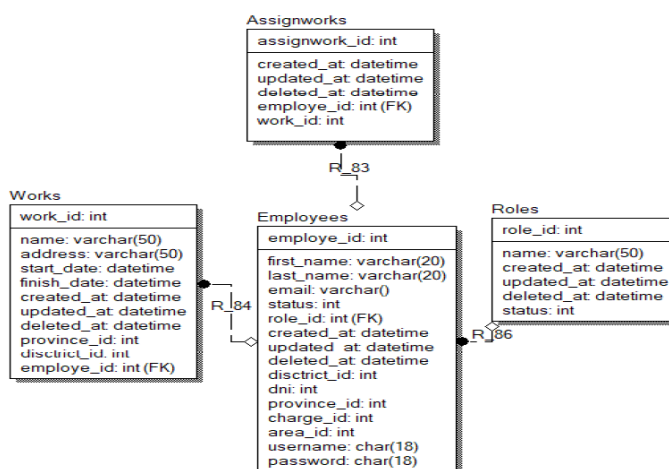 Assignworks
assignwork_id: int
created_at: datetime
updated_at: datetime
deleted_at: datetime
employe_id: int (FK)
work_id: int
R_83
Works
work_id: int
name: varchar(50)
address: varchar(50)
start_date: datetime
finish_date: datetime
created_at: datetime
updated_at: datetime
deleted_at: datetime
province_id: int
disctrict_id: int
employe_id: int (FK)
R_84
Employees
employe_id: int
first_name: varchar(20)
last_name: varchar(20)
email: varchar()
status: int
role_id: int (FK)
created_at: datetime
updated_at: datetime
deleted_at: datetime
disctrict_id: int
dni: int
province_id: int
charge_id: int
area_id: int
username: char(18)
password: char(18)
R_86
Roles
role_id: int
name: varchar(50)
created_at: datetime
updated_at: datetime
deleted_at: datetime
status: int